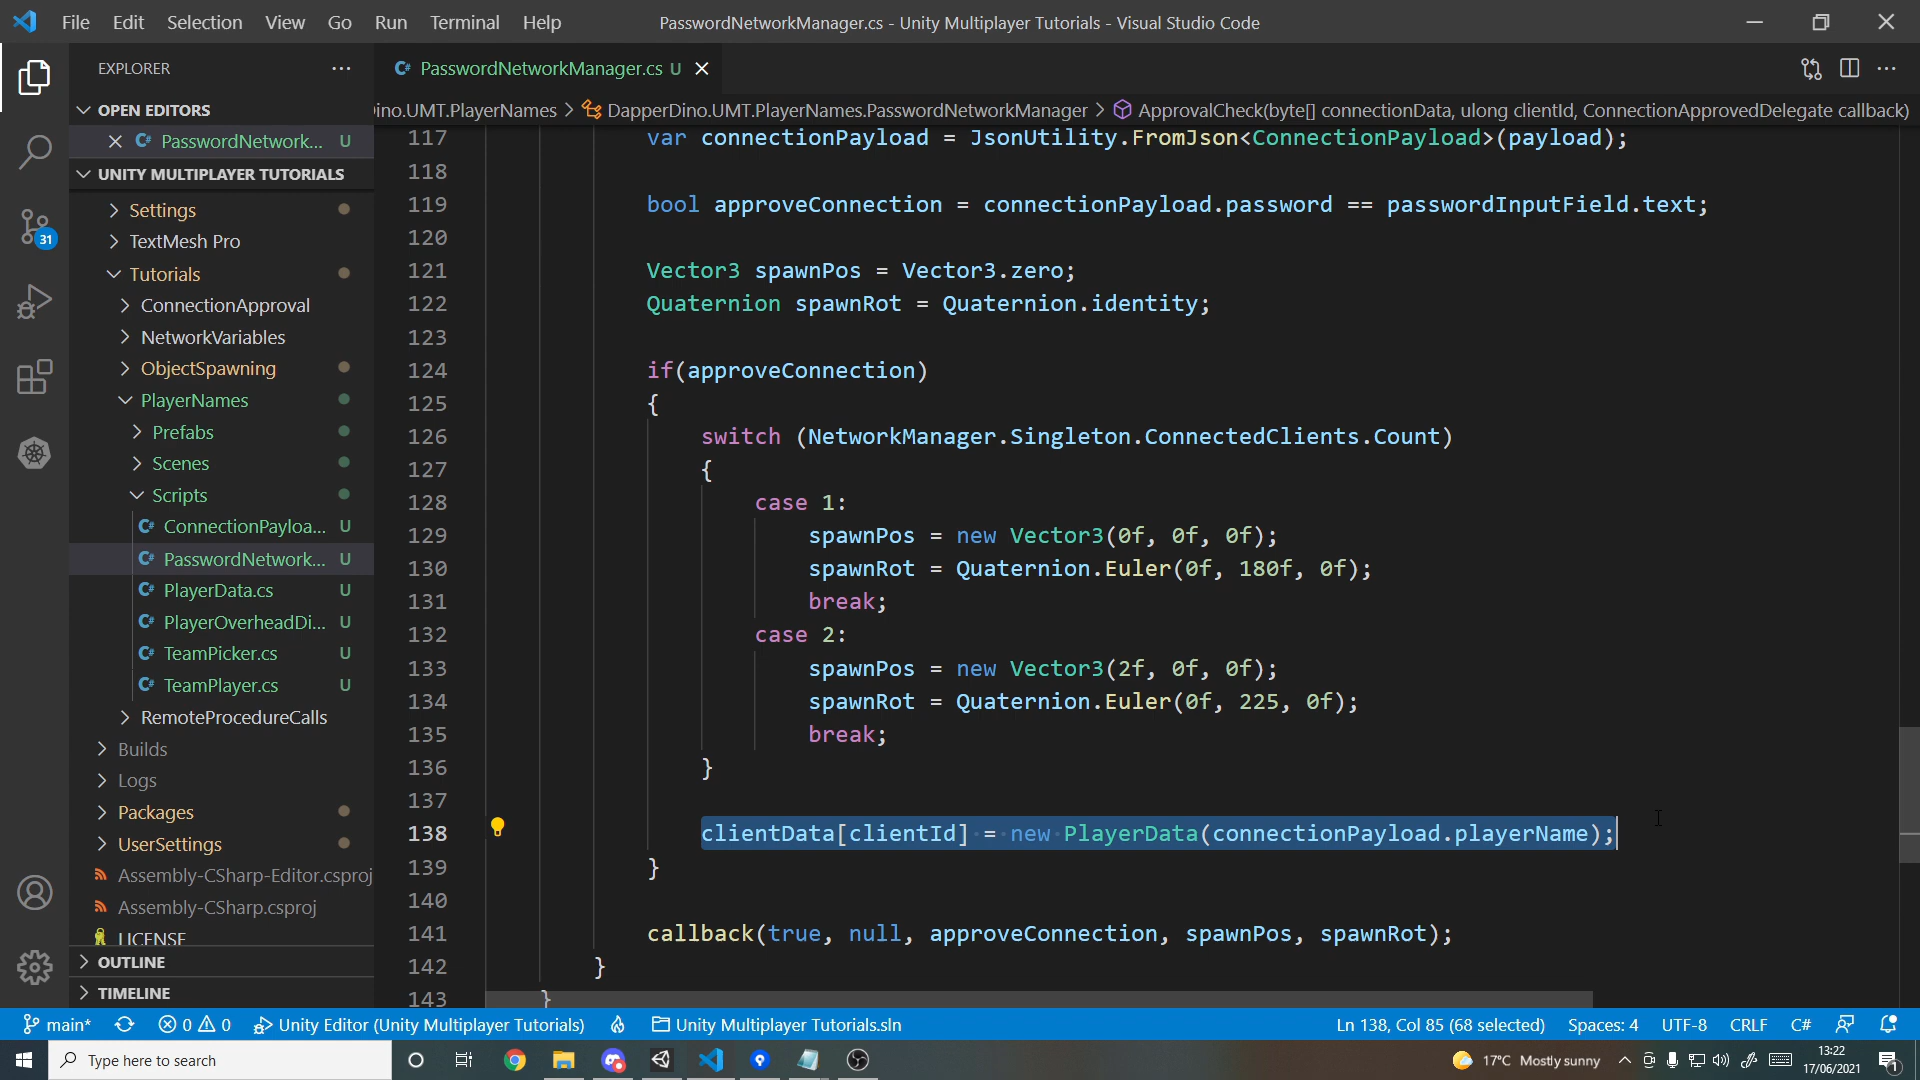 File Edit Selection View Go Run Terminal Help
PasswordNetworkManager.cs - Unity Multiplayer Tutorials - Visual Studio Code
EXPLORER
OPEN EDITORS
PasswordNetwork... U
UNITY MULTIPLAYER TUTORIALS
Settings
TextMesh Pro
Tutorials
ConnectionApproval
NetworkVariables
ObjectSpawning
PlayerNames
Prefabs
Scenes
Scripts
ConnectionPayloa... U
PasswordNetwork... U
PlayerData.cs U
PlayerOverheadDi... U
TeamPicker.cs U
TeamPlayer.cs U
RemoteProcedureCalls
Builds
Logs
Packages
UserSettings
Assembly-CSharp-Editor.csproj
Assembly-CSharp.csproj
LICENSE
OUTLINE
TIMELINE
31
PasswordNetworkManager.cs U
ino.UMT.PlayerNames > DapperDino.UMT.PlayerNames.PasswordNetworkManager > ApprovalCheck(byte[] connectionData, ulong clientId, ConnectionApprovedDelegate callback)
117 var connectionPayload = JsonUtility.FromJson<ConnectionPayload>(payload);
118
119 bool approveConnection = connectionPayload.password == passwordInputField.text;
120
121 Vector3 spawnPos = Vector3.zero;
122 Quaternion spawnRot = Quaternion.identity;
123
124 if(approveConnection)
125 {
126 switch (NetworkManager.Singleton.ConnectedClients.Count)
127 {
128 case 1:
129 spawnPos = new Vector3(0f, 0f, 0f);
130 spawnRot = Quaternion.Euler(0f, 180f, 0f);
131 break;
132 case 2:
133 spawnPos = new Vector3(2f, 0f, 0f);
134 spawnRot = Quaternion.Euler(0f, 225, 0f);
135 break;
136 }
137
138 clientData[clientId] = new PlayerData(connectionPayload.playerName);
139 }
140
141 callback(true, null, approveConnection, spawnPos, spawnRot);
142 }
143 }
main* 0 0 Unity Editor (Unity Multiplayer Tutorials) Unity Multiplayer Tutorials.sln Ln 138, Col 85 (68 selected) Spaces: 4 UTF-8 CRLF C#
Type here to search
17°C Mostly sunny
13:22
17/06/2021
1